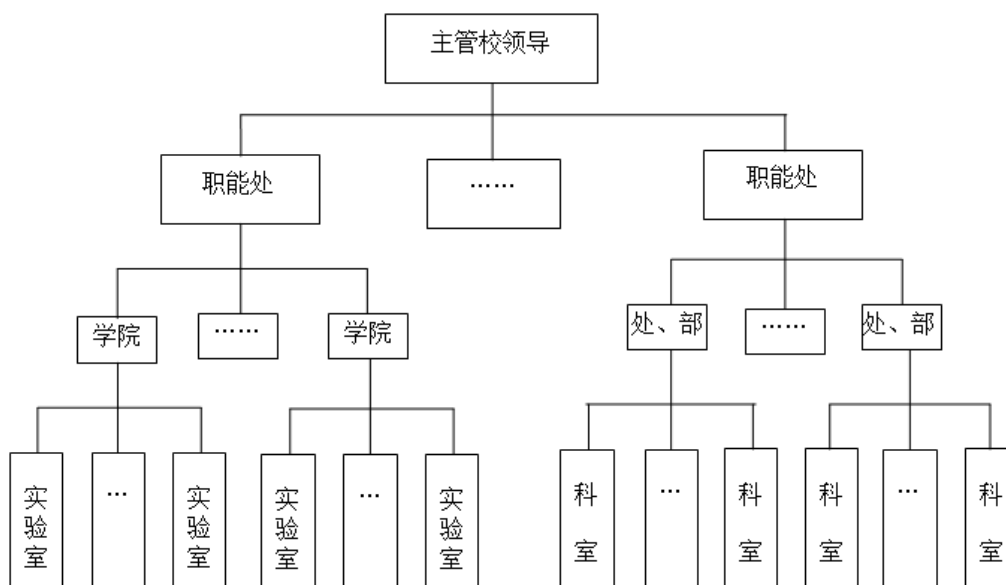 主管校领导
职能处
……
职能处
学院
……
学院
处、部
……
处、部
实验室
…
实验室
实验室
…
实验室
科室
…
科室
科室
…
科室